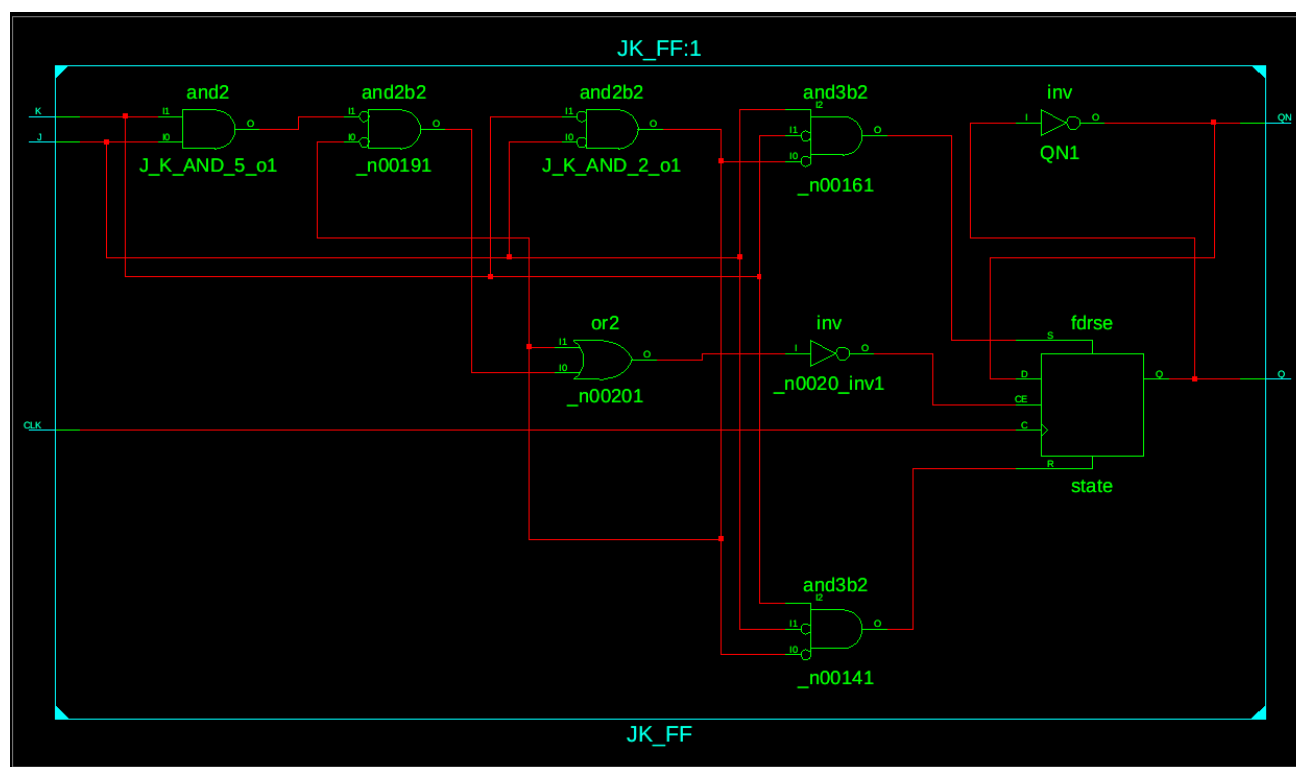 JK_FF:1
and2
and2b2
and2b2
and3b2
inv
K
J
I1
I0
O
I1
I0
O
I1
I0
O
I2
I1
I0
O
I
O
QN
J_K_AND_5_o1
_n00191
J_K_AND_2_o1
_n00161
QN1
or2
inv
fdrse
I1
I0
O
I
O
S
D
CE
C
R
Q
Q
_n00201
_n0020_inv1
CLK
state
and3b2
I2
I1
I0
O
_n00141
JK_FF